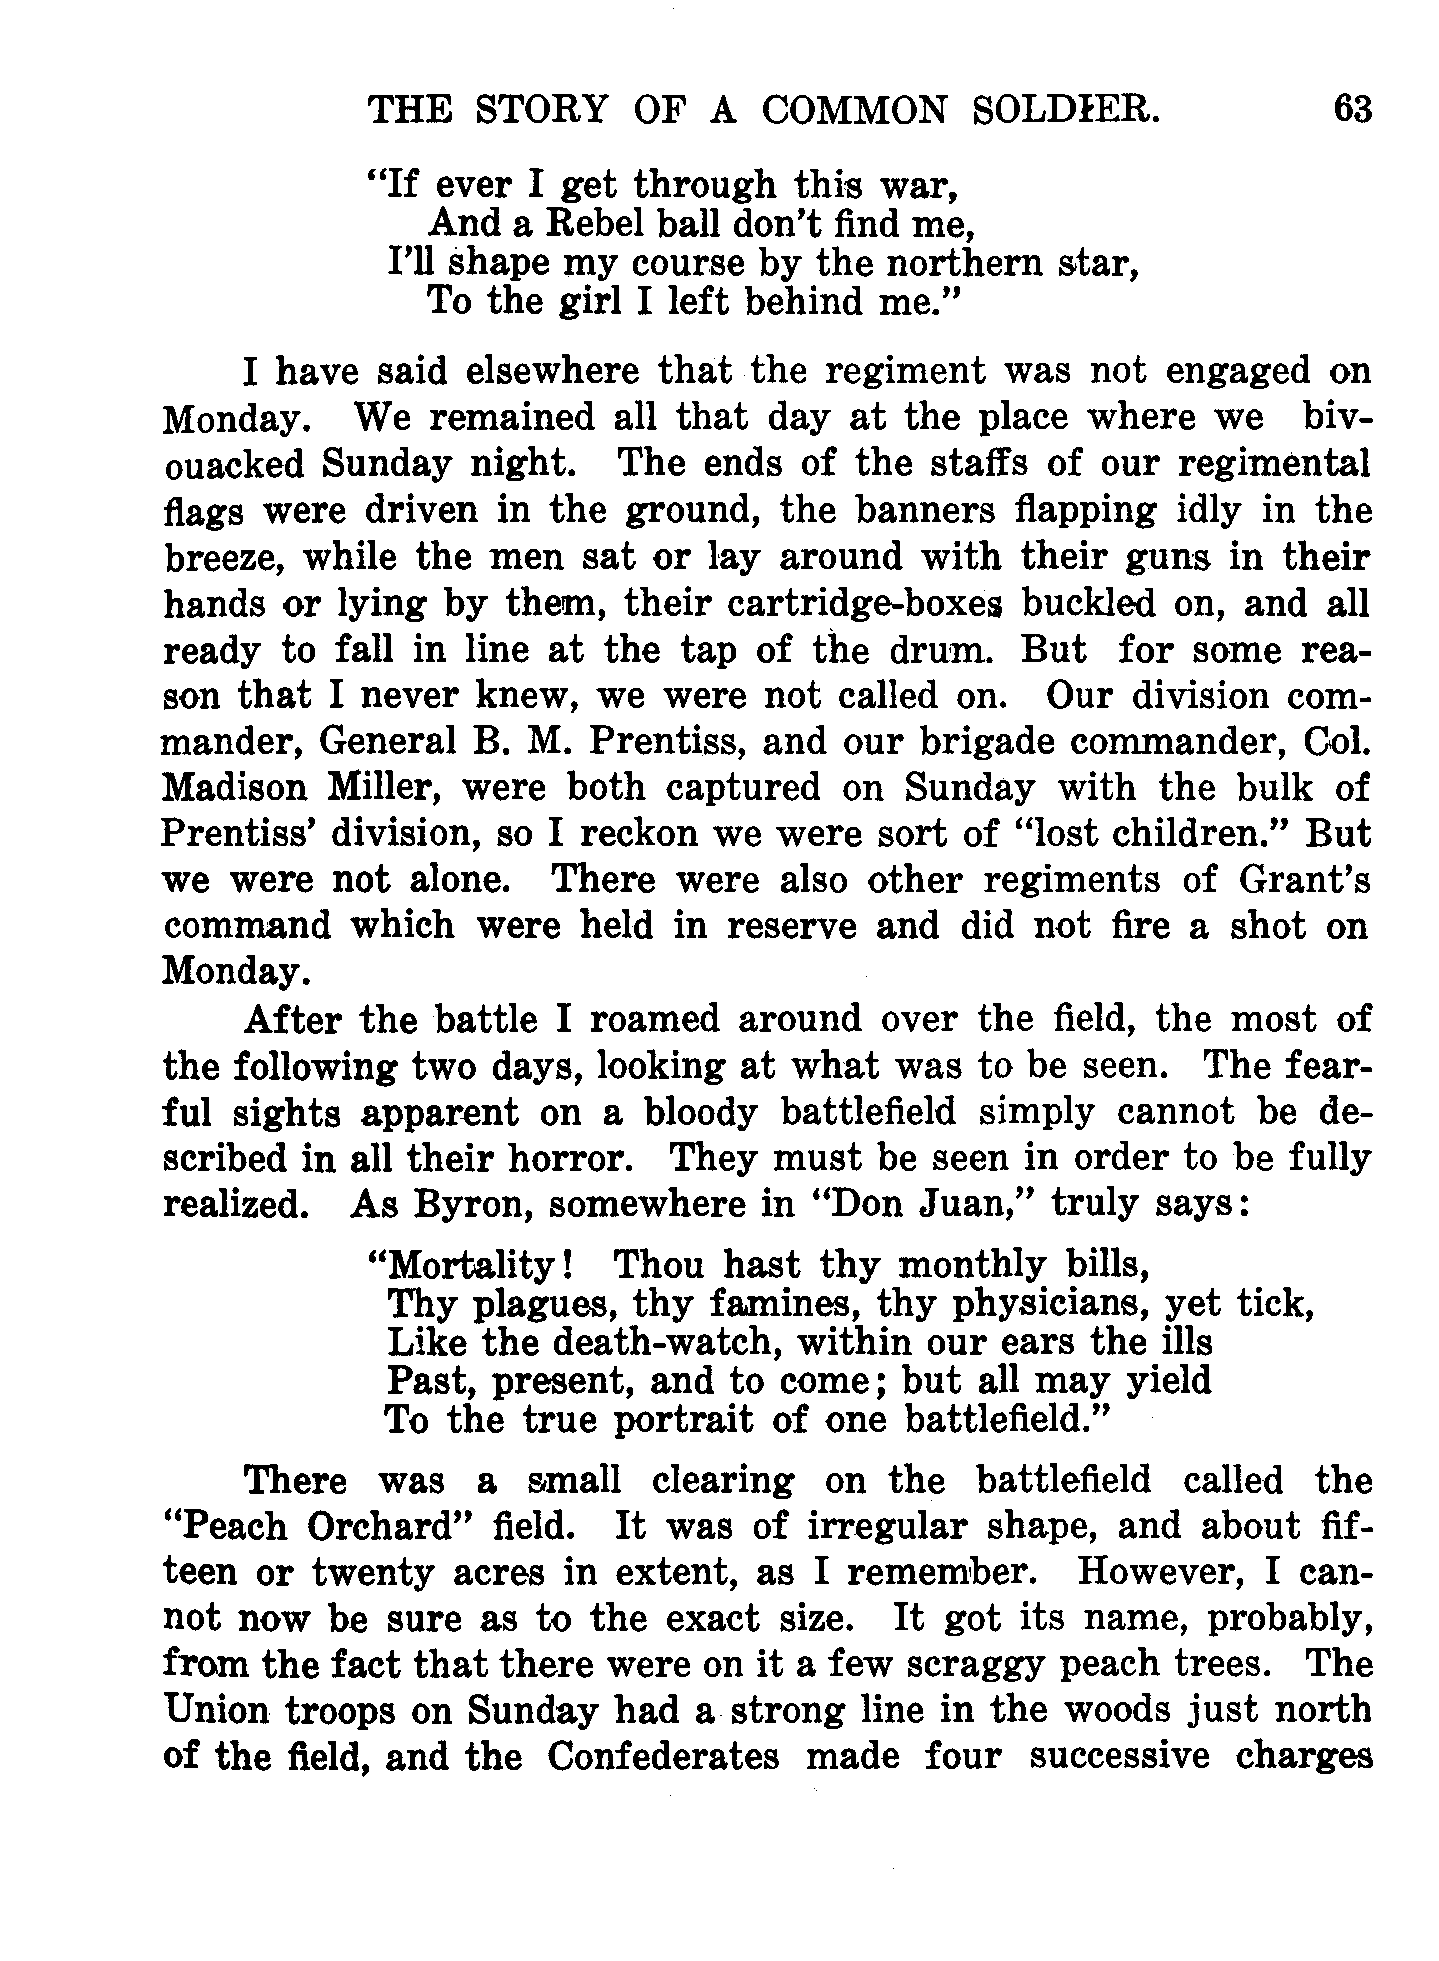 THE STORY OF A COMMON SOLDIER. 63
“If ever I get through this war,
And a Rebel ball don’t find me,
I’ll shape my course by the northern star,
To the girl I left behind me.”
I have said elsewhere that the regiment was not engaged on
Monday. We remained all that day at the place where we biv-
ouacked Sunday night. The ends of the staffs of our regimental
flags were driven in the ground, the banners flapping idly in the
breeze, while the men sat or lay around with their guns in their
hands or lying by them, their cartridge-boxes buckled on, and all
ready to fall in line at the tap of the drum. But for some rea-
son that I never knew, we were not called on. Our division com-
mander, General B. M. Prentiss, and our brigade commander, Col.
Madison Miller, were both captured on Sunday with the bulk of
Prentiss’ division, so I reckon we were sort of “lost children.” But
we were not alone. There were also other regiments of Grant’s
command which were held in reserve and did not fire a shot on
Monday.
After the battle I roamed around over the field, the most of
the following two days, looking at what was to be seen. The fear-
ful sights apparent on a bloody battlefield simply cannot be de-
scribed in all their horror. They must be seen in order to be fully
realized. As Byron, somewhere in “Don Juan,” truly says:
“Mortality! Thou hast thy monthly bills,
Thy plagues, thy famines, thy physicians, yet tick,
Like the death-watch, within our ears the ills
Past, present, and to come; but all may yield
To the true portrait of one battlefield.”
There was a small clearing on the battlefield called the
“Peach Orchard” field. It was of irregular shape, and about fif-
teen or twenty acres in extent, as I remember. However, I can-
not now be sure as to the exact size. It got its name, probably,
from the fact that there were on it a few scraggy peach trees. The
Union troops on Sunday had a strong line in the woods just north
of the field, and the Confederates made four successive charges